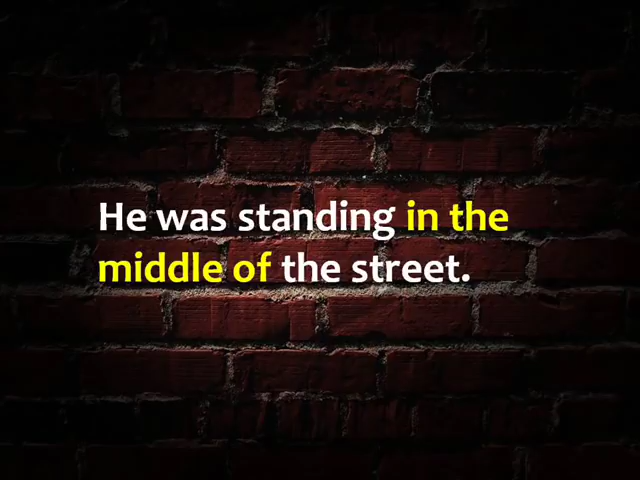 He was standing in the
middle of the street.